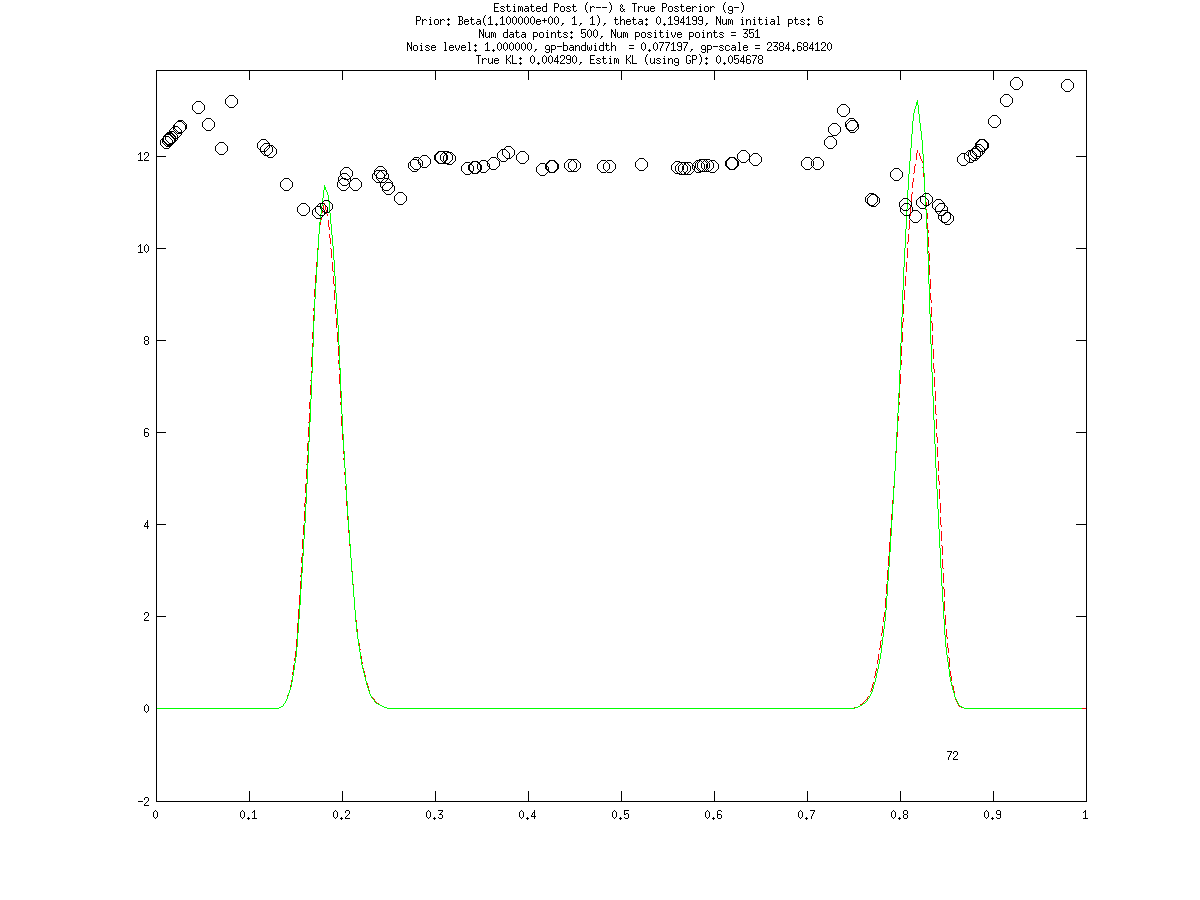 Estimated Post (r--) & True Posterior (g-)
Prior: Beta(1.100000e+00, 1, 1), theta: 0.194199, Num initial pts: 6
Num data points: 500, Num positive points = 351
Noise level: 1.000000, gp-bandwidth  = 0.077197, gp-scale = 2384.684120
True KL: 0.004290, Estim KL (using GP): 0.054678
12
10
8
6
4
2
0
72
-2
0 0.1 0.2 0.3 0.4 0.5 0.6 0.7 0.8 0.9 1